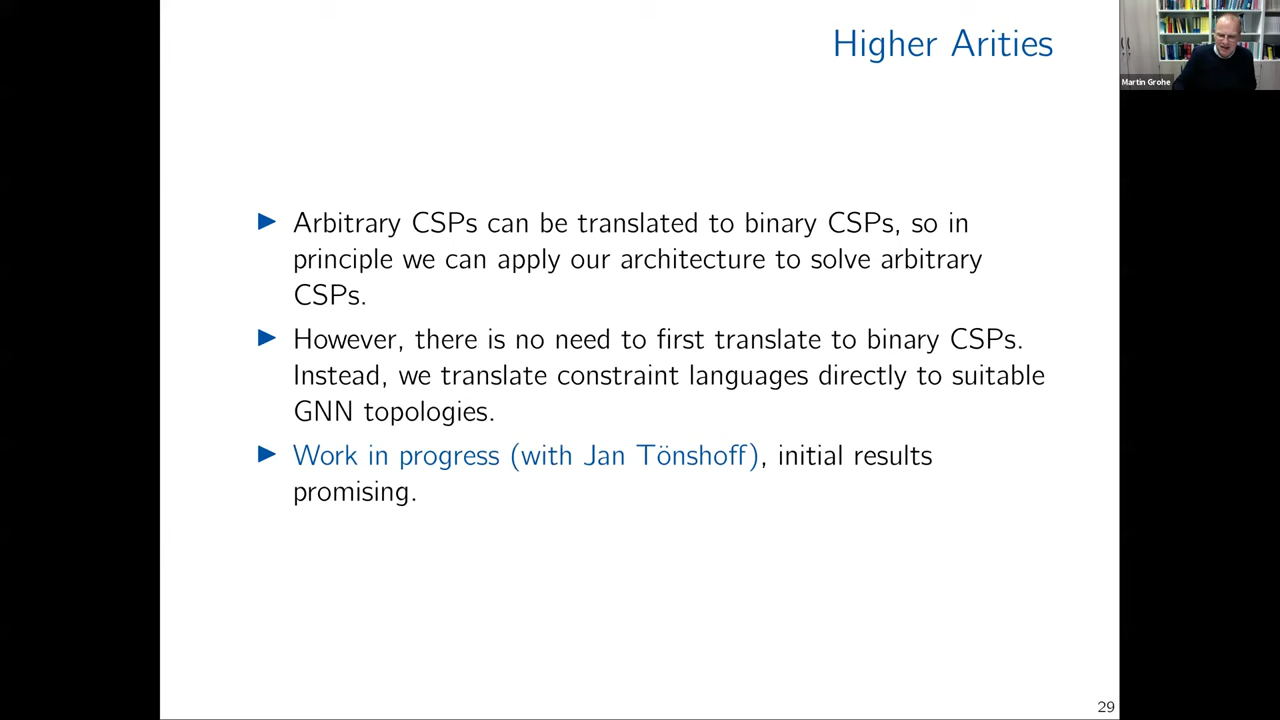 Higher Arities
Martin Grohe
▶ Arbitrary CSPs can be translated to binary CSPs, so in
principle we can apply our architecture to solve arbitrary
CSPs.
▶ However, there is no need to first translate to binary CSPs.
Instead, we translate constraint languages directly to suitable
GNN topologies.
▶ Work in progress (with Jan Tönshoff), initial results
promising.
29